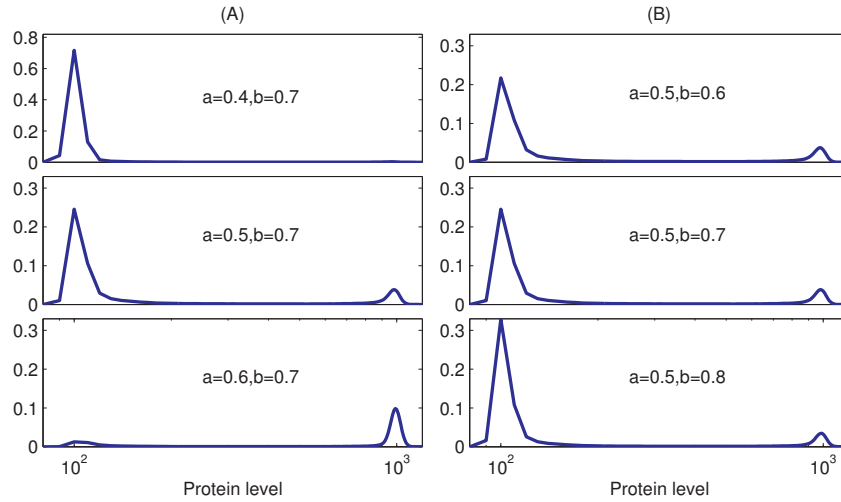 (A)
(B)
0.8
0.6
0.4
0.2
0
a=0.4,b=0.7
0.3
0.2
0.1
0
a=0.5,b=0.6
0.3
0.2
0.1
0
a=0.5,b=0.7
0.3
0.2
0.1
0
a=0.5,b=0.7
0.3
0.2
0.1
0
a=0.6,b=0.7
0.3
0.2
0.1
0
a=0.5,b=0.8
10² 10³
10² 10³
Protein level
Protein level